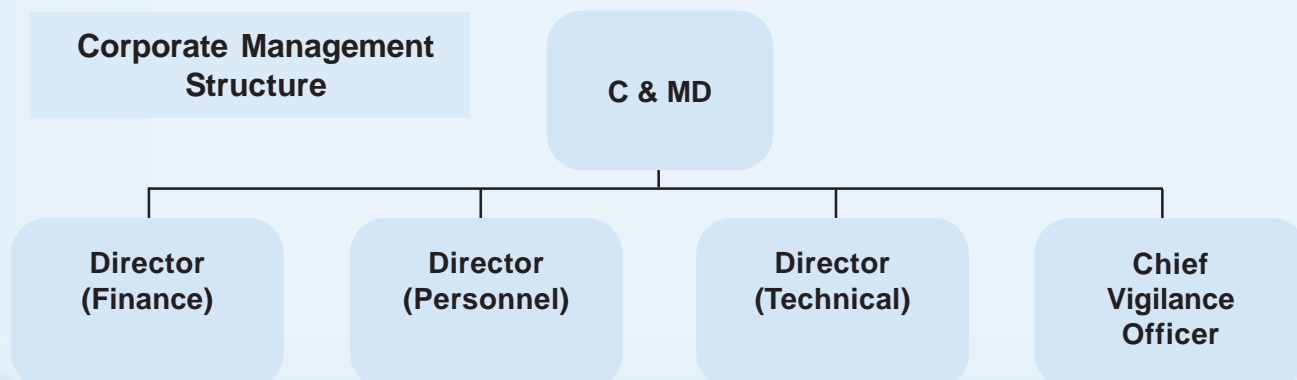 Corporate Management
Structure
C & MD
Director
(Finance)
Director
(Personnel)
Director
(Technical)
Chief
Vigilance
Officer